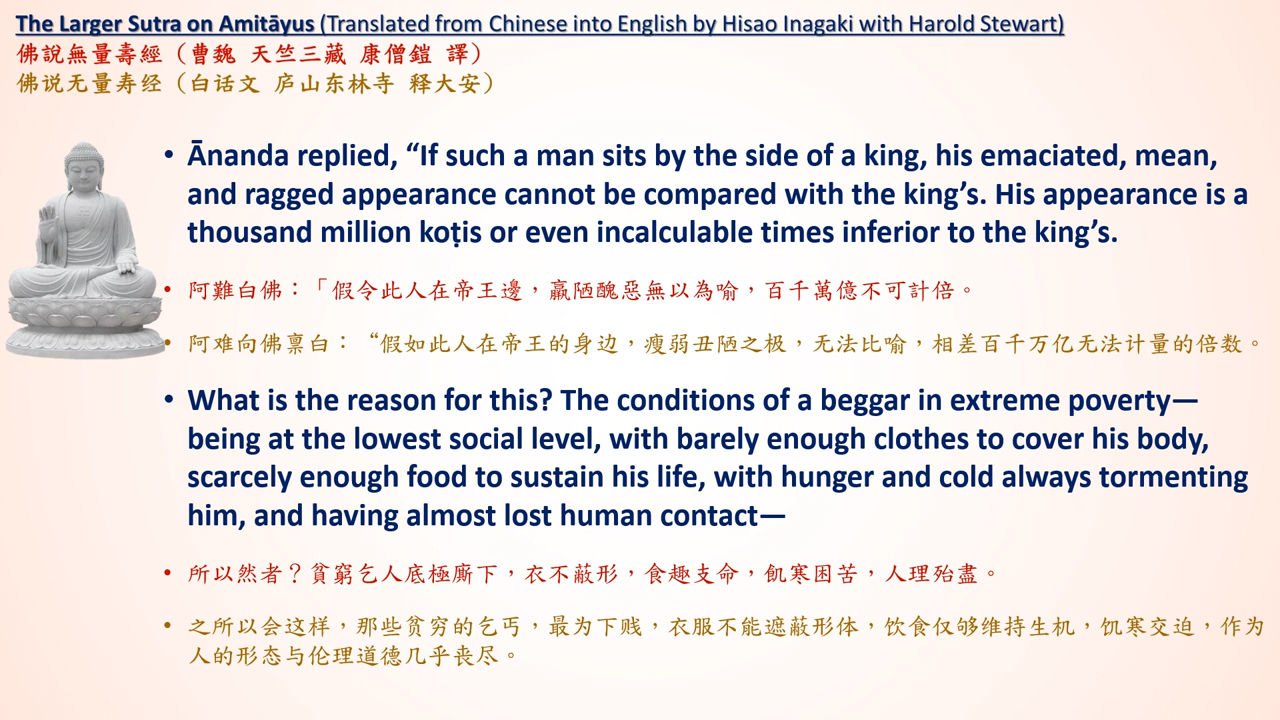 The Larger Sutra on Amitāyus (Translated from Chinese into English by Hisao Inagaki with Harold Stewart)
佛說無量壽經（曹魏 天竺三藏 康僧鎧 譯）
佛说无量寿经（白话文 庐山东林寺 释大安）
• Ānanda replied, “If such a man sits by the side of a king, his emaciated, mean,
and ragged appearance cannot be compared with the king’s. His appearance is a
thousand million koṭis or even incalculable times inferior to the king’s.
• 阿難白佛：「假令此人在帝王邊，羸陋醜惡無以為喻，百千萬億不可計倍。
• 阿难向佛禀白：“假如此人在帝王的身边，瘦弱丑陋之极，无法比喻，相差百千万亿无法计量的倍数。
• What is the reason for this? The conditions of a beggar in extreme poverty—
being at the lowest social level, with barely enough clothes to cover his body,
scarcely enough food to sustain his life, with hunger and cold always tormenting
him, and having almost lost human contact—
• 所以然者？貧窮乞人底極廝下，衣不蔽形，食趣支命，飢寒困苦，人理殆盡。
• 之所以会这样，那些贫穷的乞丐，最为下贱，衣服不能遮蔽形体，饮食仅够维持生机，饥寒交迫，作为
人的形态与伦理道德几乎丧尽。